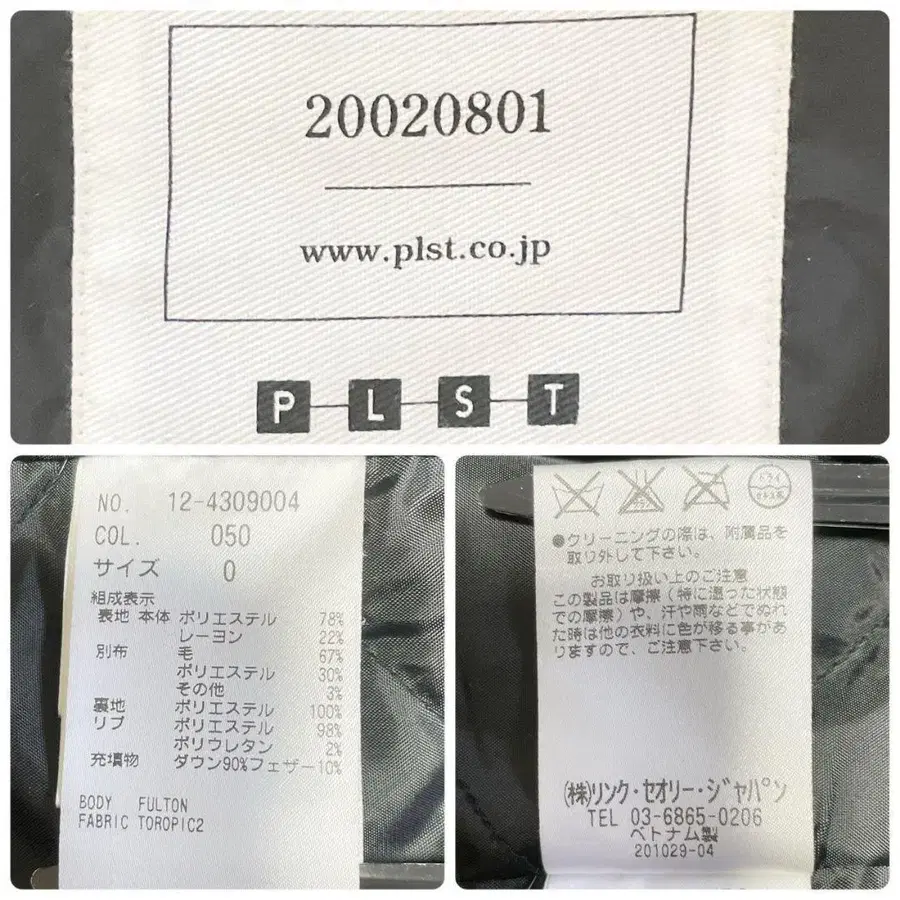 20020801
www.plst.co.jp
P L S T
NO. 12-4309004
COL. 050
サイズ 0
組成表示
表地 本体 ポリエステル 78%
レーヨン 22%
別布 毛 67%
ポリエステル 30%
その他 3%
裏地 ポリエステル 100%
リブ ポリエステル 98%
ポリウレタン 2%
充填物 ダウン90%フェザー10%
BODY FULTON
FABRIC TOROPIC2
ドライ
セキユ系
●クリーニングの際は、附属品を
取り外して下さい。
お取り扱い上のご注意
この製品は摩擦（特に湿った状態
での摩擦）や、汗や雨などでぬれ
た時は他の衣料に色が移る事があ
りますので、ご注意下さい。
(株)リンク・セオリー・ジャパン
TEL 03-6865-0206
ベトナム製
201029-04